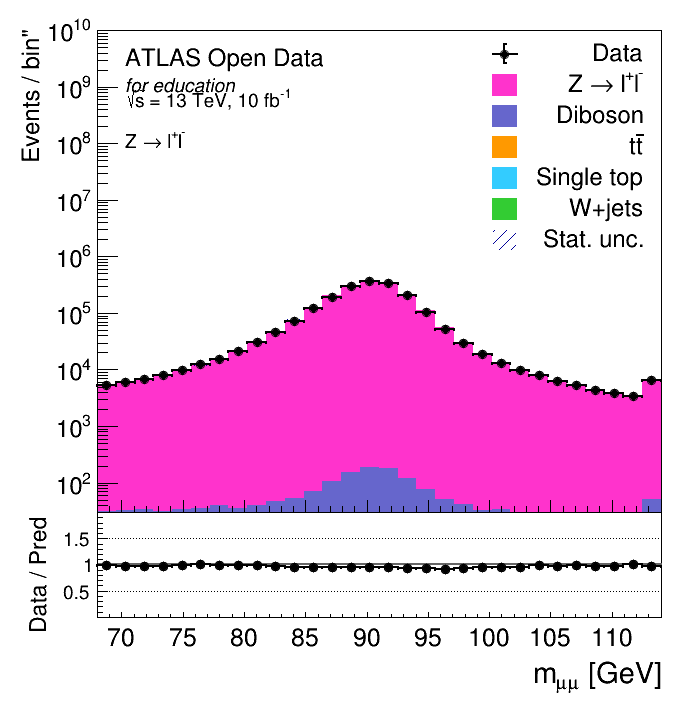 Events / bin"
10¹⁰
10⁹
10⁸
10⁷
10⁶
10⁵
10⁴
10³
10²
ATLAS Open Data
for education
√s = 13 TeV, 10 fb⁻¹
Z → l⁺l⁻
Data
Z → l⁺l⁻
Diboson
tt̄
Single top
W+jets
Stat. unc.
Data / Pred
1.5
1
0.5
70 75 80 85 90 95 100 105 110
m_μμ [GeV]